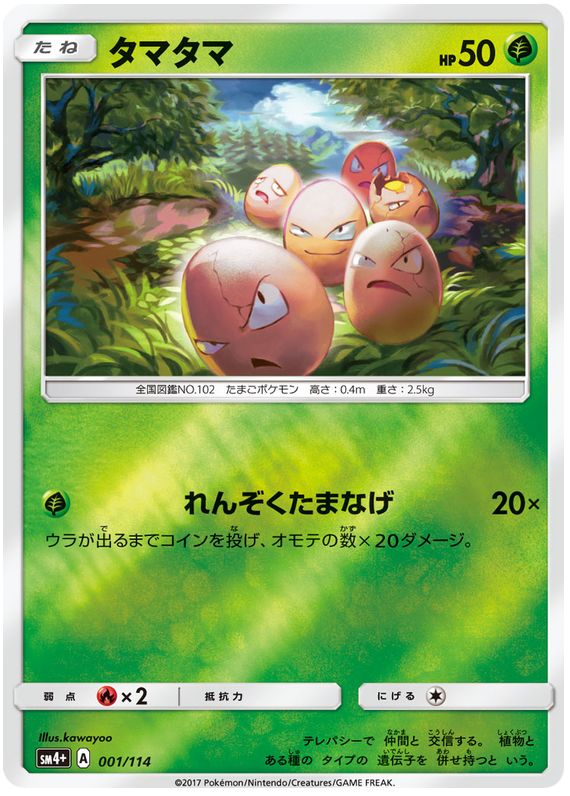 たね タマタマ HP50
全国図鑑NO.102 たまごポケモン 高さ：0.4m 重さ：2.5kg
れんぞくたまなげ 20×
ウラが出るまでコインを投げ、オモテの数×20ダメージ。
弱点 ×2 抵抗力 にげる
Illus.kawayoo
テレパシーで 仲間と 交信する。 植物と
ある種の タイプの 遺伝子を 併せ持つと いう。
SM4+ A 001/114
©2017 Pokémon/Nintendo/Creatures/GAME FREAK.